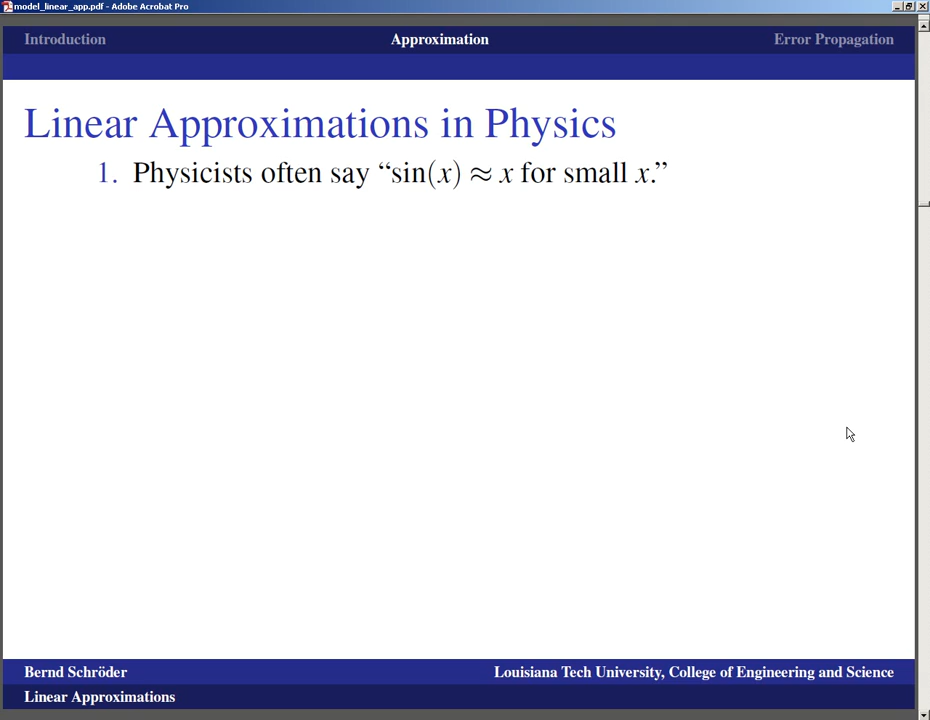 model_linear_app.pdf - Adobe Acrobat Pro
Introduction Approximation Error Propagation
Linear Approximations in Physics
1. Physicists often say “sin(x) ≈ x for small x.”
Bernd Schröder Louisiana Tech University, College of Engineering and Science
Linear Approximations